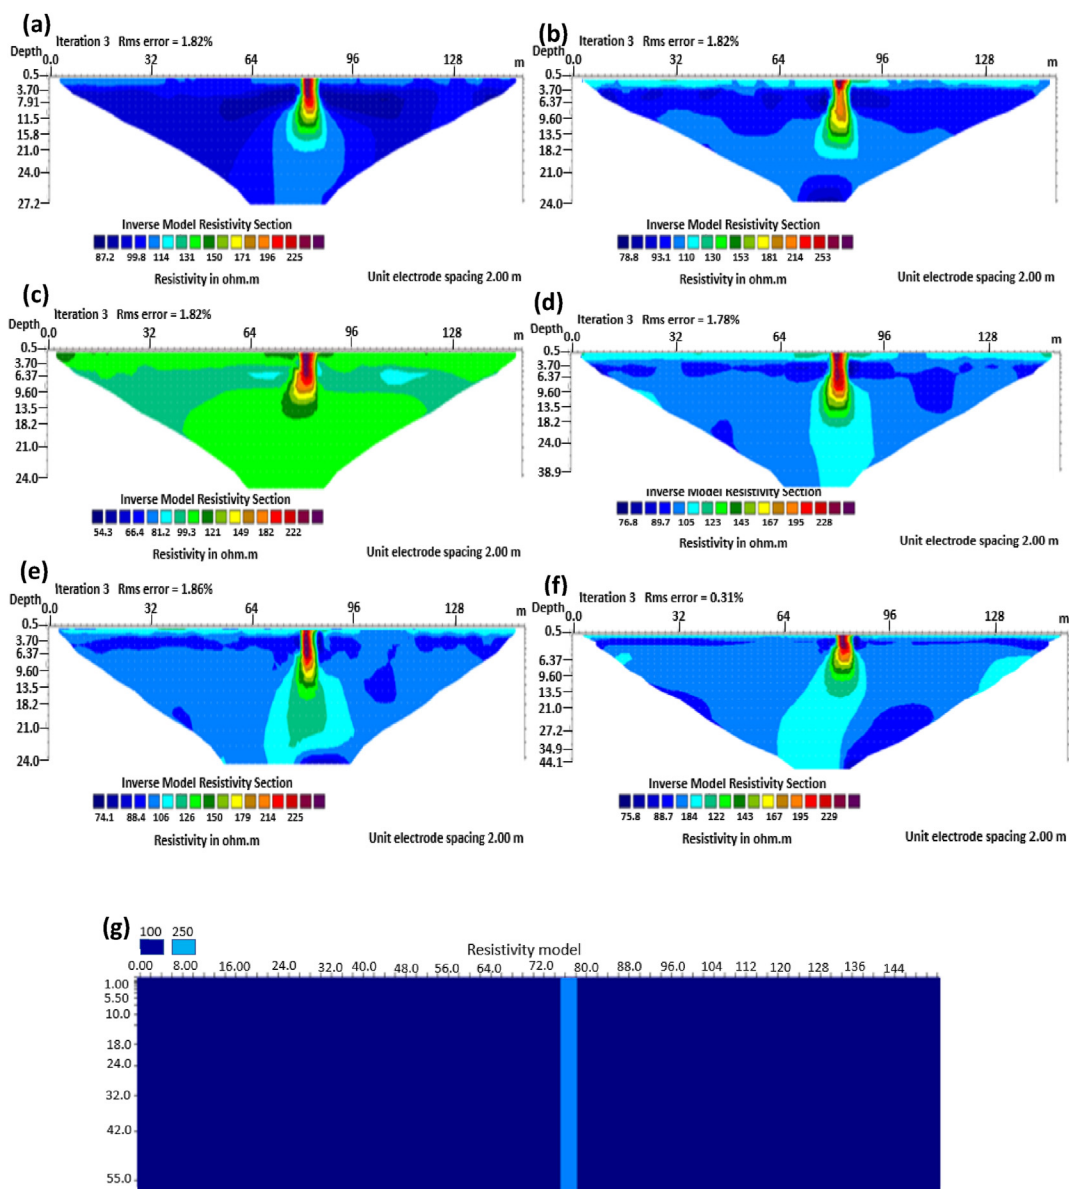 (a)
Iteration 3 Rms error = 1.82%
Depth 0.0 32 64 96 128 m
0.5
3.70
7.91
11.5
15.8
21.0
24.0
27.2
Inverse Model Resistivity Section
87.2 99.8 114 131 150 171 196 225
Resistivity in ohm.m
Unit electrode spacing 2.00 m
(b)
Iteration 3 Rms error = 1.82%
Depth 0.0 32 64 96 128 m
0.5
3.70
6.37
9.60
13.5
18.2
21.0
24.0
Inverse Model Resistivity Section
78.8 93.1 110 130 153 181 214 253
Resistivity in ohm.m
Unit electrode spacing 2.00 m
(c)
Iteration 3 Rms error = 1.82%
Depth 0.0 32 64 96 128 m
0.5
3.70
6.37
9.60
13.5
18.2
21.0
24.0
Inverse Model Resistivity Section
54.3 66.4 81.2 99.3 121 149 182 222
Resistivity in ohm.m
Unit electrode spacing 2.00 m
(d)
Iteration 3 Rms error = 1.78%
Depth 0.0 32 64 96 128 m
0.5
3.70
6.37
9.60
13.5
18.2
24.0
38.9
Inverse Model Resistivity Section
76.8 89.7 105 123 143 167 195 228
Resistivity in ohm.m
Unit electrode spacing 2.00 m
(e)
Iteration 3 Rms error = 1.86%
Depth 0.0 32 64 96 128 m
0.5
3.70
6.37
9.60
13.5
18.2
21.0
24.0
Inverse Model Resistivity Section
74.1 88.4 106 126 150 179 214 225
Resistivity in ohm.m
Unit electrode spacing 2.00 m
(f)
Iteration 3 Rms error = 0.31%
Depth 0.0 32 64 96 128 m
0.5
6.37
9.60
13.5
21.0
27.2
34.9
44.1
Inverse Model Resistivity Section
75.8 88.7 184 122 143 167 195 229
Resistivity in ohm.m
Unit electrode spacing 2.00 m
(g)
100 250
Resistivity model
0.00 8.00 16.00 24.0 32.0 40.0 48.0 56.0 64.0 72.0 80.0 88.0 96.0 104 112 120 128 136 144
1.00
5.50
10.0
18.0
24.0
32.0
42.0
55.0